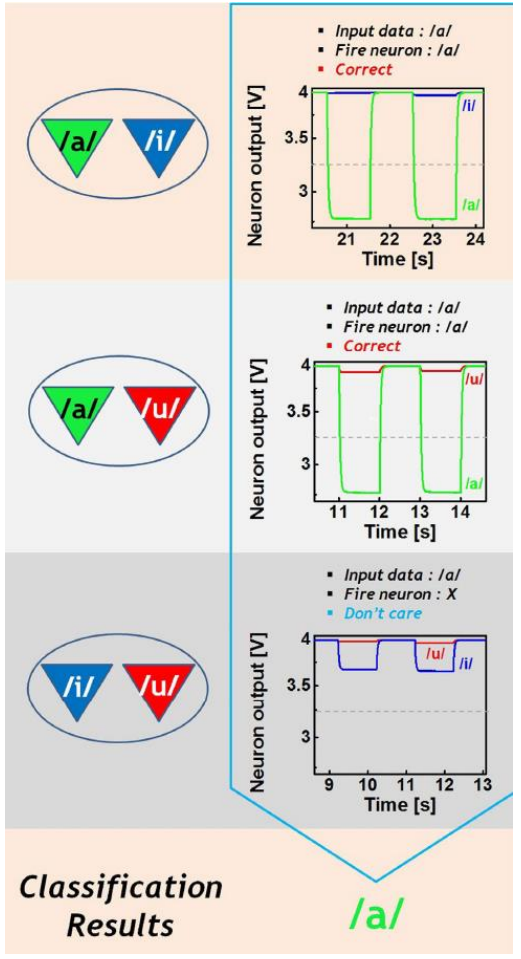 ▪ Input data : /a/
▪ Fire neuron : /a/
▪ Correct
/a/ /i/
Neuron output [V]
4
3.5
3
/i/
/a/
21 22 23 24
Time [s]
▪ Input data : /a/
▪ Fire neuron : /a/
▪ Correct
/a/ /u/
Neuron output [V]
4
3.5
3
/u/
/a/
11 12 13 14
Time [s]
▪ Input data : /a/
▪ Fire neuron : X
▪ Don't care
/i/ /u/
Neuron output [V]
4
3.5
3
/u/
/i/
9 10 11 12 13
Time [s]
Classification
Results
/a/